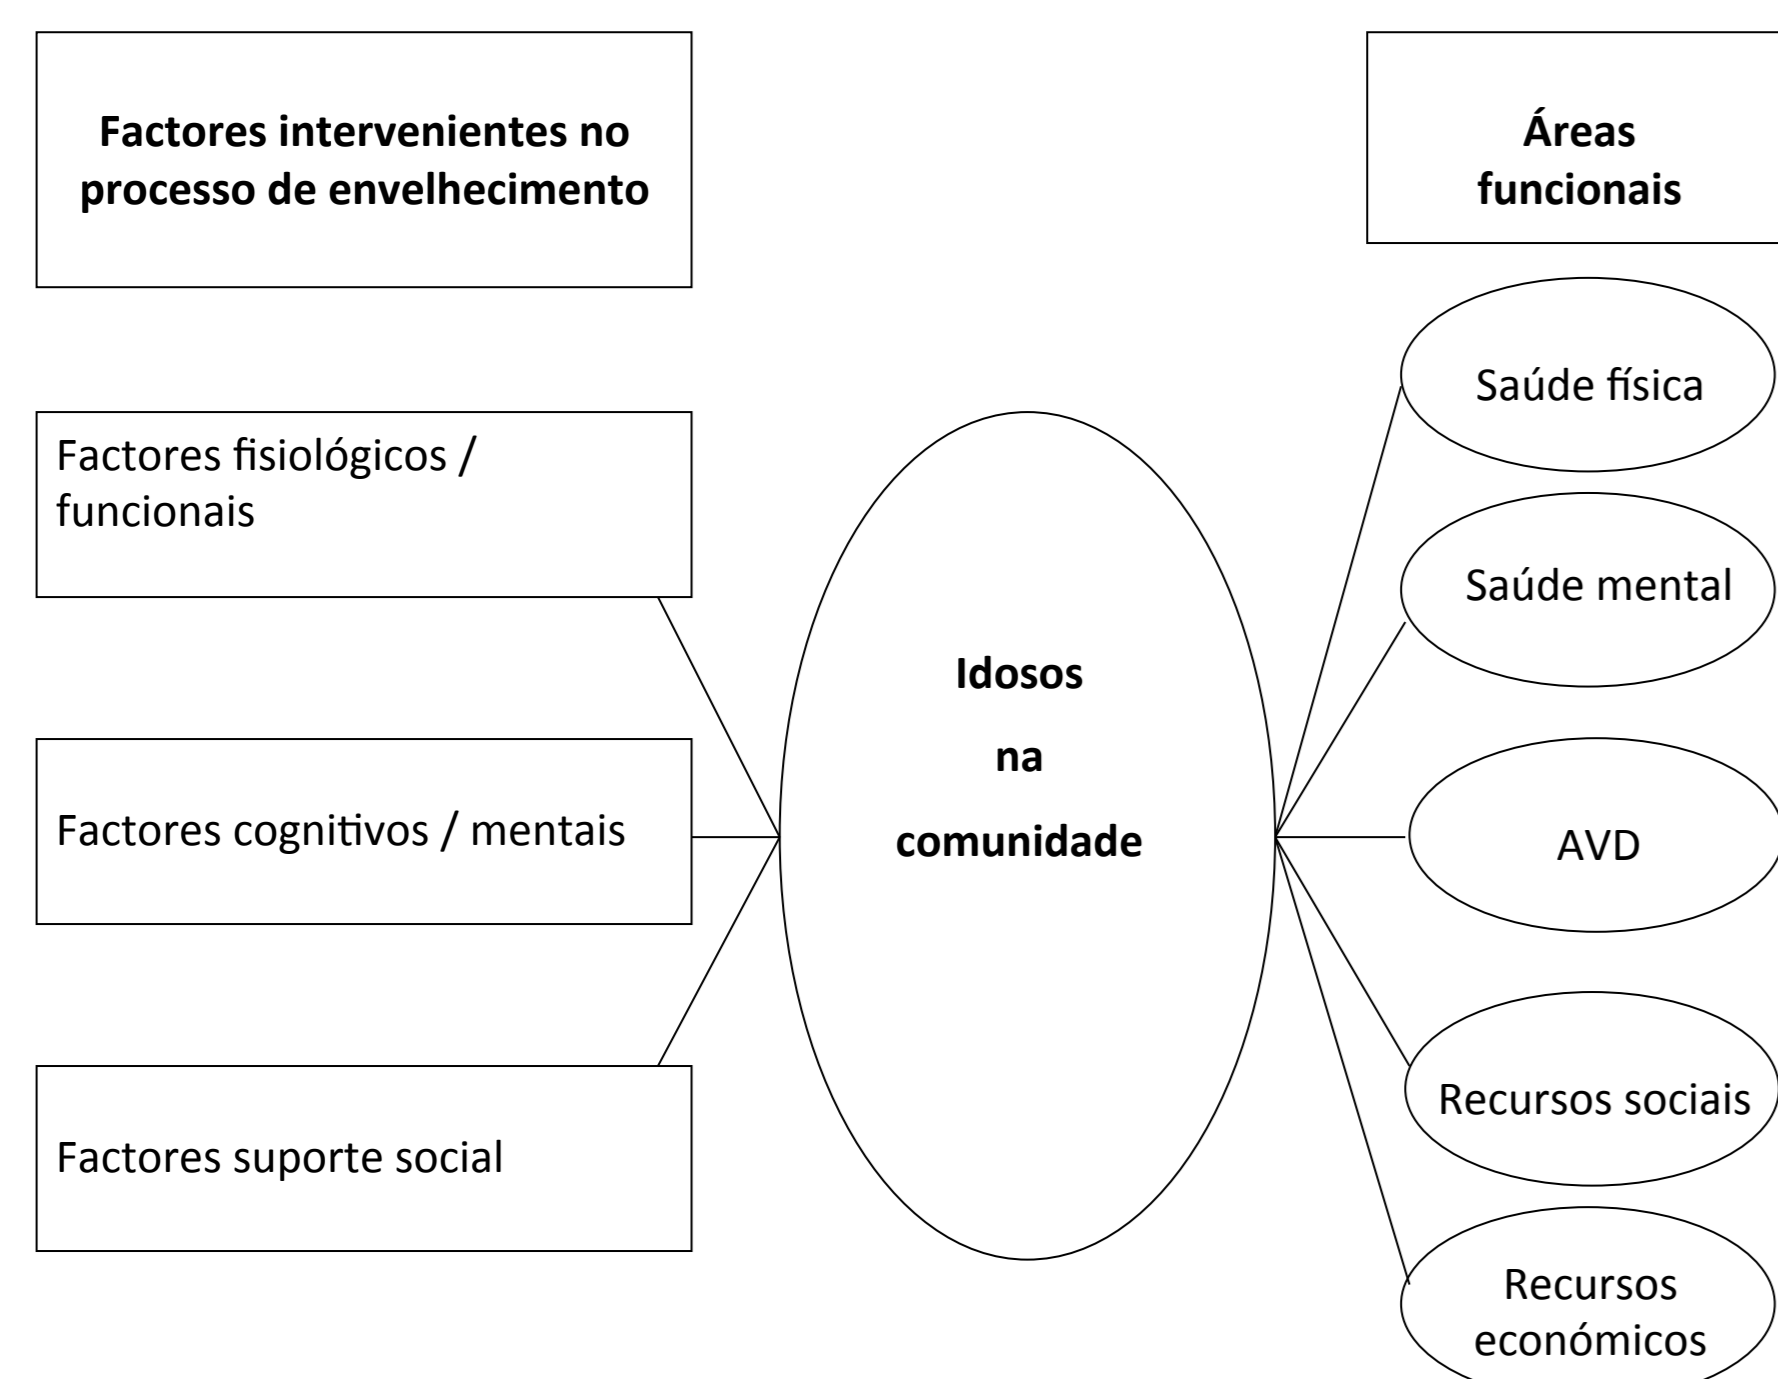 Factores intervenientes no
processo de envelhecimento
Áreas
funcionais
Factores fisiológicos /
funcionais
Factores cognitivos / mentais
Factores suporte social
Idosos
na
comunidade
Saúde física
Saúde mental
AVD
Recursos sociais
Recursos
económicos